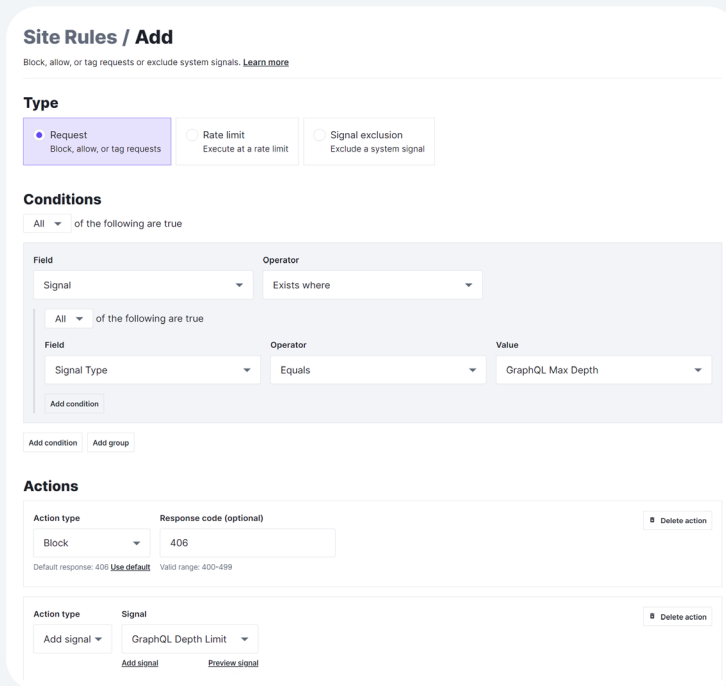 Site Rules / Add
Block, allow, or tag requests or exclude system signals. Learn more
Type
Request
Block, allow, or tag requests
Rate limit
Execute at a rate limit
Signal exclusion
Exclude a system signal
Conditions
All of the following are true
Field
Operator
Signal
Exists where
All of the following are true
Field
Operator
Value
Signal Type
Equals
GraphQL Max Depth
Add condition
Add condition
Add group
Actions
Action type
Response code (optional)
Delete action
Block
406
Default response: 406 Use default
Valid range: 400-499
Action type
Signal
Delete action
Add signal
GraphQL Depth Limit
Add signal
Preview signal